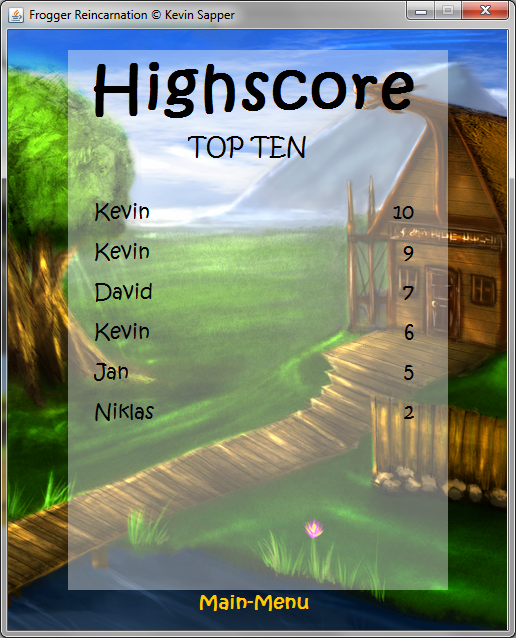 Frogger Reincarnation © Kevin Sapper
Highscore
TOP TEN
Kevin 10
Kevin 9
David 7
Kevin 6
Jan 5
Niklas 2
Main-Menu